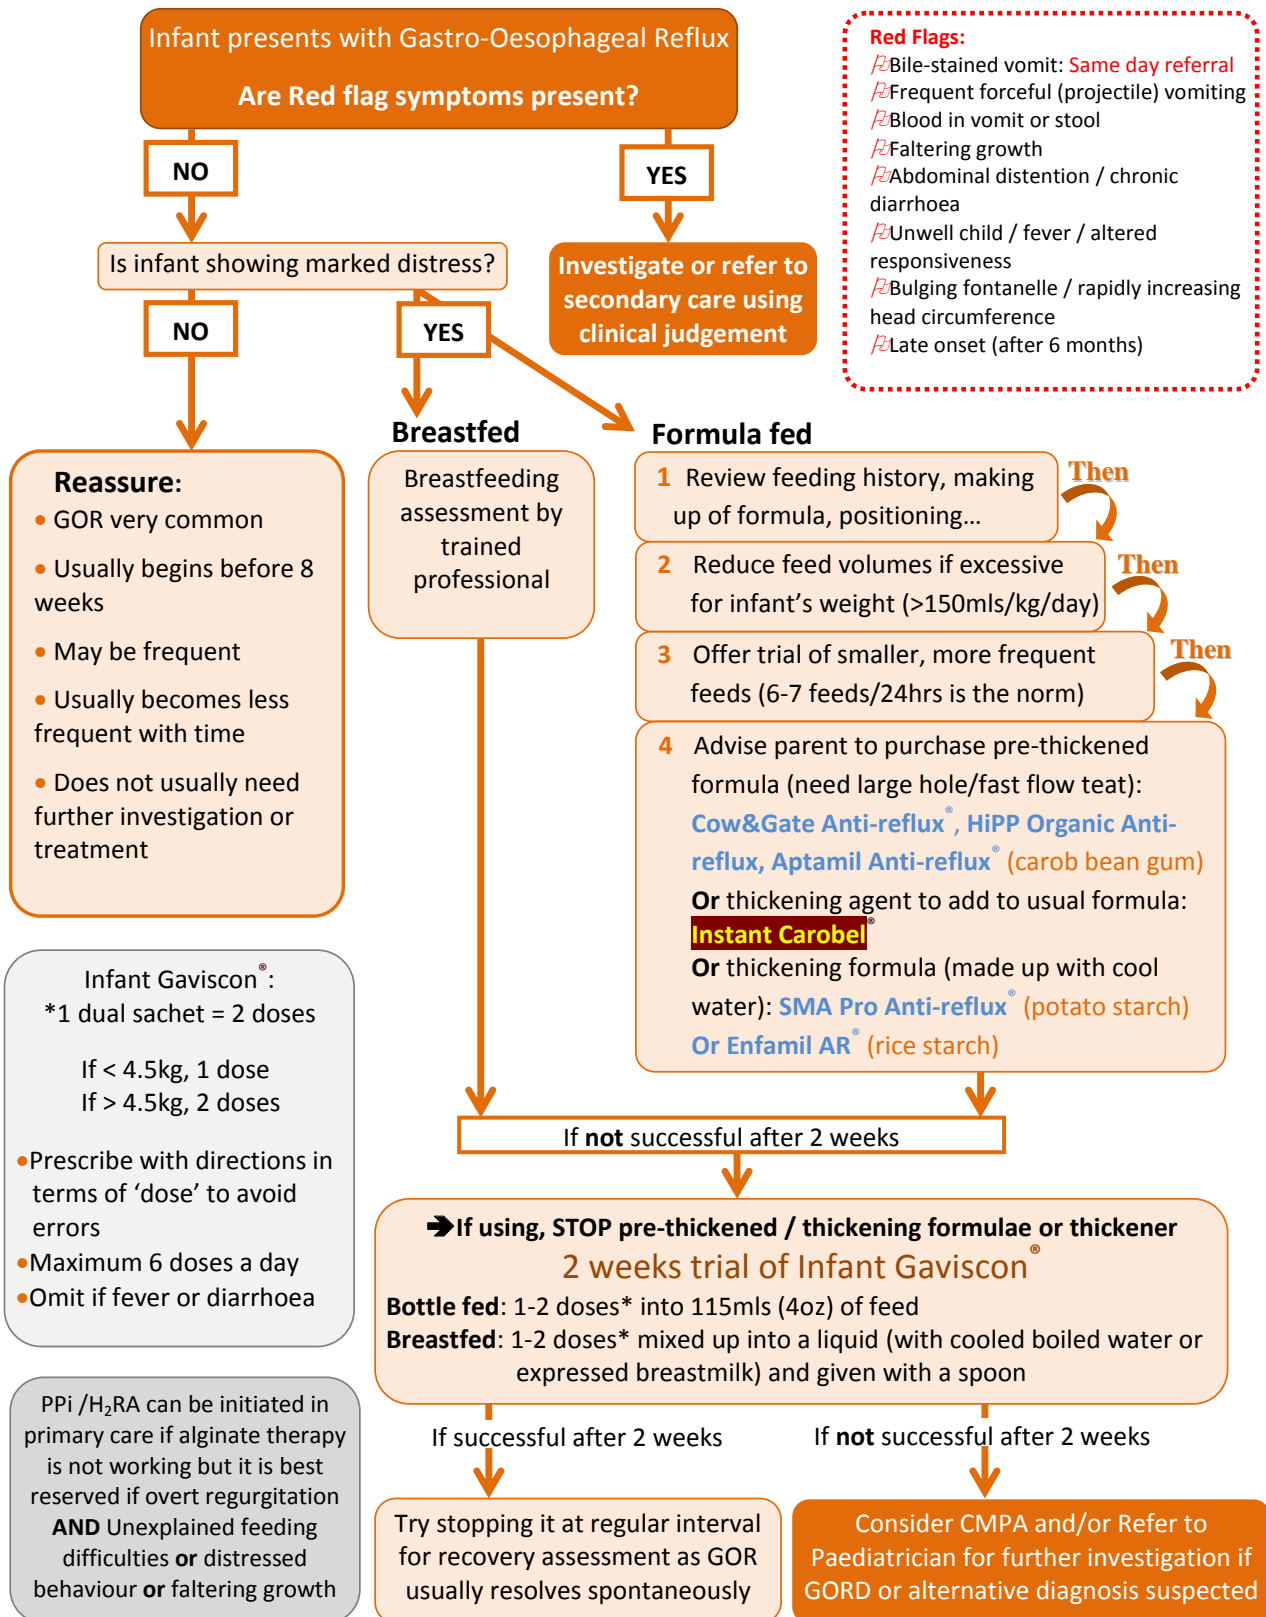 Infant presents with Gastro-Oesophageal Reflux
Are Red flag symptoms present?
Red Flags:
Bile-stained vomit: Same day referral
Frequent forceful (projectile) vomiting
Blood in vomit or stool
Faltering growth
Abdominal distention / chronic
diarrhoea
Unwell child / fever / altered
responsiveness
Bulging fontanelle / rapidly increasing
head circumference
Late onset (after 6 months)
NO
YES
Is infant showing marked distress?
Investigate or refer to
secondary care using
clinical judgement
NO
YES
Reassure:
• GOR very common
• Usually begins before 8
weeks
• May be frequent
• Usually becomes less
frequent with time
• Does not usually need
further investigation or
treatment
Breastfed
Breastfeeding
assessment by
trained
professional
Formula fed
1 Review feeding history, making
up of formula, positioning…
Then
2 Reduce feed volumes if excessive
for infant’s weight (>150mls/kg/day)
Then
3 Offer trial of smaller, more frequent
feeds (6-7 feeds/24hrs is the norm)
Then
4 Advise parent to purchase pre-thickened
formula (need large hole/fast flow teat):
Cow&Gate Anti-reflux®, HiPP Organic Anti-
reflux, Aptamil Anti-reflux® (carob bean gum)
Or thickening agent to add to usual formula:
Instant Carobel®
Or thickening formula (made up with cool
water): SMA Pro Anti-reflux® (potato starch)
Or Enfamil AR® (rice starch)
Infant Gaviscon®:
*1 dual sachet = 2 doses
If < 4.5kg, 1 dose
If > 4.5kg, 2 doses
•Prescribe with directions in
terms of ‘dose’ to avoid
errors
•Maximum 6 doses a day
•Omit if fever or diarrhoea
If not successful after 2 weeks
➔If using, STOP pre-thickened / thickening formulae or thickener
2 weeks trial of Infant Gaviscon®
Bottle fed: 1-2 doses* into 115mls (4oz) of feed
Breastfed: 1-2 doses* mixed up into a liquid (with cooled boiled water or
expressed breastmilk) and given with a spoon
PPi /H₂RA can be initiated in
primary care if alginate therapy
is not working but it is best
reserved if overt regurgitation
AND Unexplained feeding
difficulties or distressed
behaviour or faltering growth
If successful after 2 weeks
If not successful after 2 weeks
Try stopping it at regular interval
for recovery assessment as GOR
usually resolves spontaneously
Consider CMPA and/or Refer to
Paediatrician for further investigation if
GORD or alternative diagnosis suspected